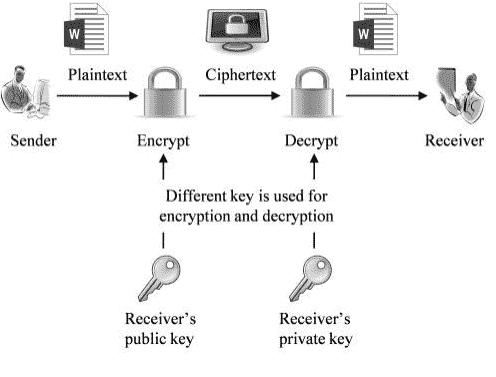 W
W
Plaintext
Ciphertext
Plaintext
Sender
Encrypt
Decrypt
Receiver
Different key is used for
encryption and decryption
Receiver's
public key
Receiver's
private key